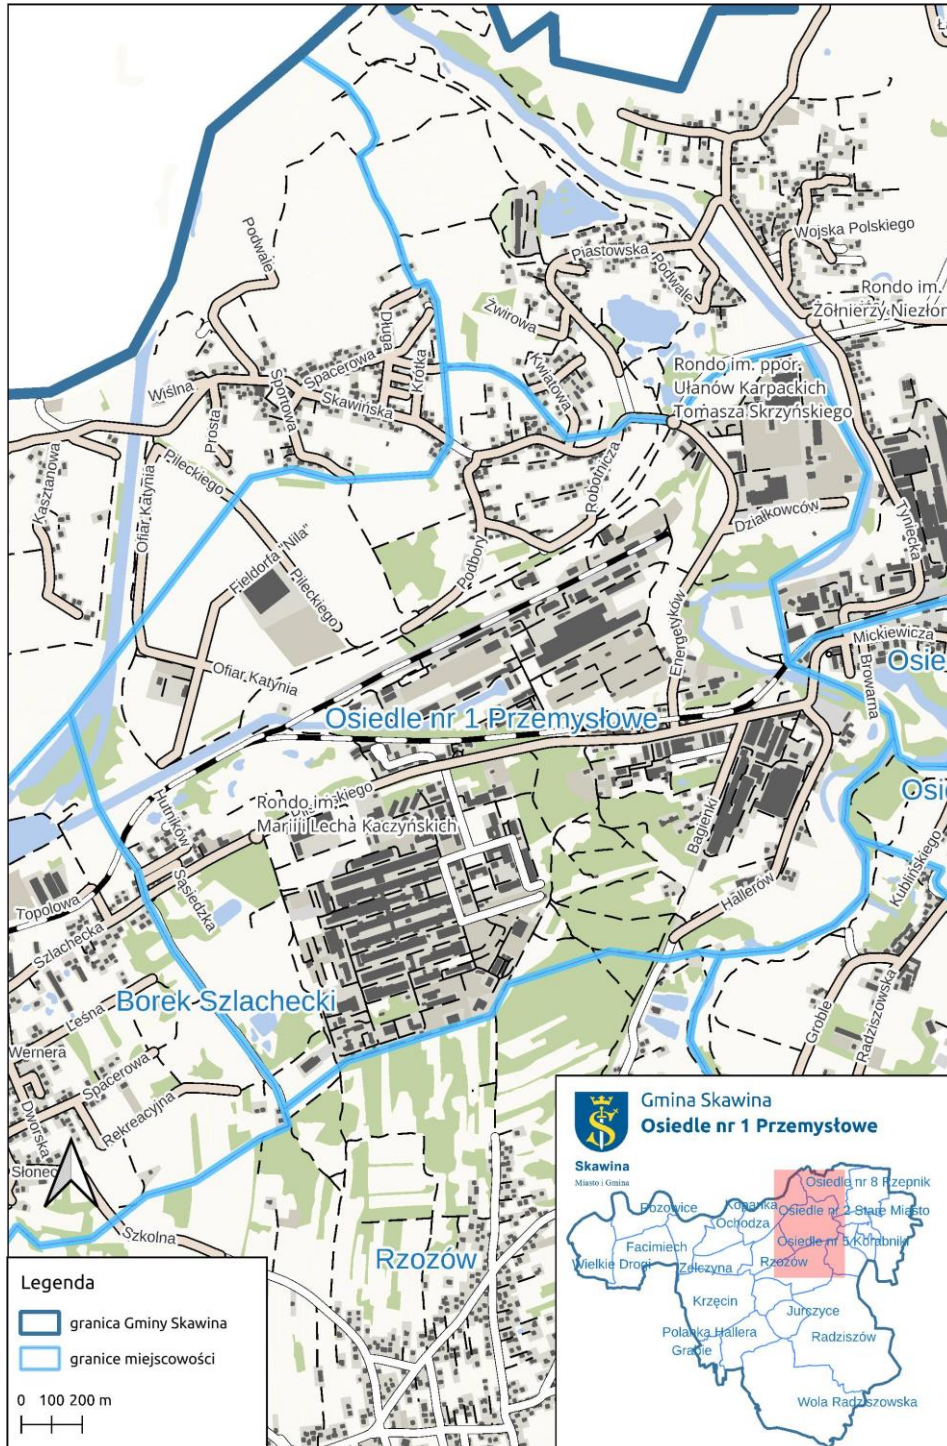 Wojska Polskiego
Piastowska
Podwale
Podwale
Rondo im.
Żołnierzy Niezłom
Żwirowa
Długa
Spacerowa
Krótka
Kwiatowa
Rondo im. ppor.
Ułanów Karpackich
Tomasza Skrzyńskiego
Wiślna
Sportowa
Skawińska
Prosta
Kasztanowa
Ofiar Katynia
Pileckiego
Robotnicza
Działkowców
Tyniecka
Fieldorfa "Nila"
Pileckiego
Podbory
Energetyków
Mickiewicza
Browarna
Osie
Ofiar Katynia
Osiedle nr 1 Przemysłowe
Osie
Hutników
Rondo im.
Marii i Lecha Kaczyńskich
Bagienki
Sąsiedzka
Hallerów
Kublińskiego
Topolowa
Szlachecka
Borek Szlachecki
Leśna
Groble
Radziszowska
Wernera
Spacerowa
Dworska
Rekreacyjna
Słonec
Szkolna
Rzozów
Gmina Skawina
Osiedle nr 1 Przemysłowe
Skawina
Miasto i Gmina
Osiedle nr 8 Rzepnik
Kopanka
Osiedle nr 2 Stare Miasto
Pozowice
Ochodza
Osiedle nr 5 Korabniki
Facimiech
Wielkie Drogi
Zelczyna
Rzozów
Krzęcin
Jurczyce
Polanka Hallera
Radziszów
Grabie
Wola Radziszowska
Legenda
granica Gminy Skawina
granice miejscowości
0 100 200 m